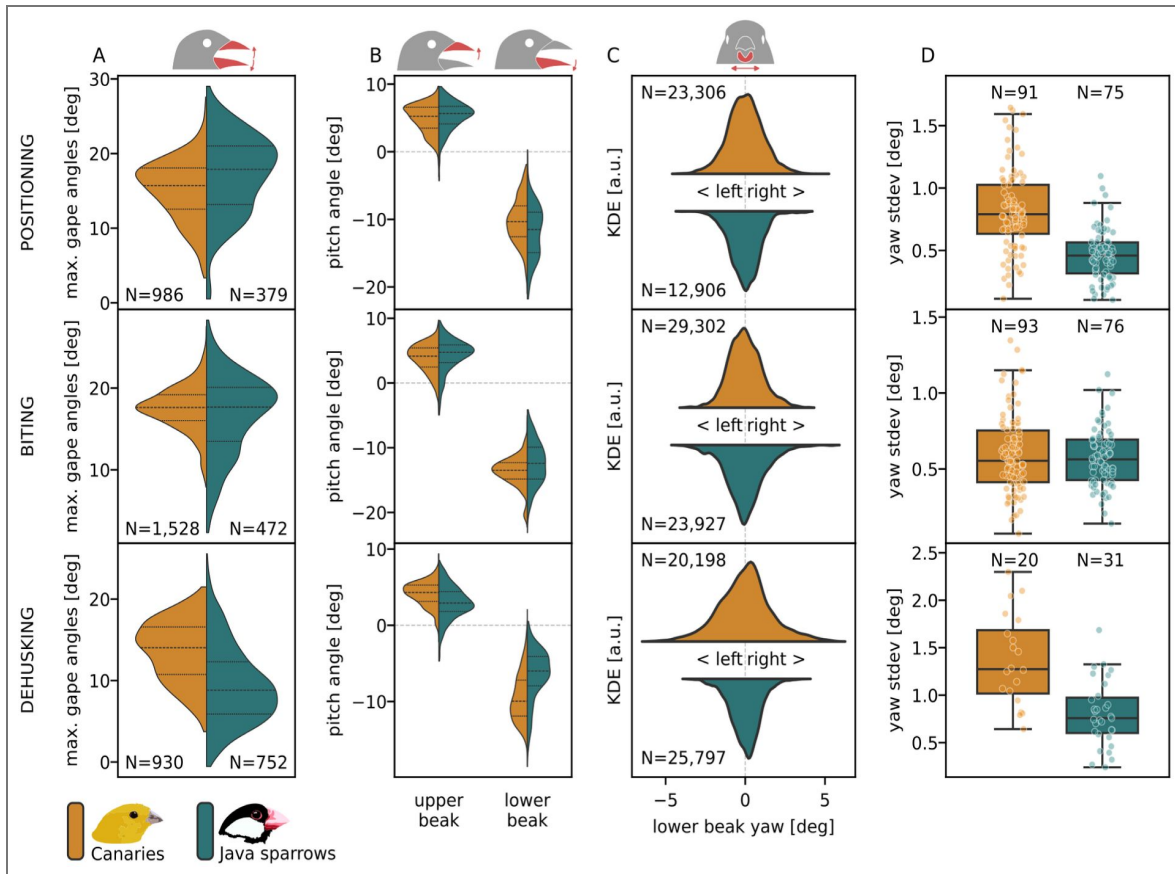 A
B
C
D
POSITIONING
max. gape angles [deg]
30
20
10
0
N=986
N=379
pitch angle [deg]
10
0
−10
−20
KDE [a.u.]
N=23,306
< left right >
N=12,906
yaw stdev [deg]
1.5
1.0
0.5
N=91
N=75
BITING
max. gape angles [deg]
20
10
N=1,528
N=472
pitch angle [deg]
10
0
−10
−20
KDE [a.u.]
N=29,302
< left right >
N=23,927
yaw stdev [deg]
1.5
1.0
0.5
N=93
N=76
DEHUSKING
max. gape angles [deg]
20
10
0
N=930
N=752
pitch angle [deg]
10
0
−10
upper
beak
lower
beak
KDE [a.u.]
N=20,198
< left right >
N=25,797
−5
0
5
lower beak yaw [deg]
yaw stdev [deg]
2.5
2.0
1.5
1.0
0.5
N=20
N=31
Canaries
Java sparrows